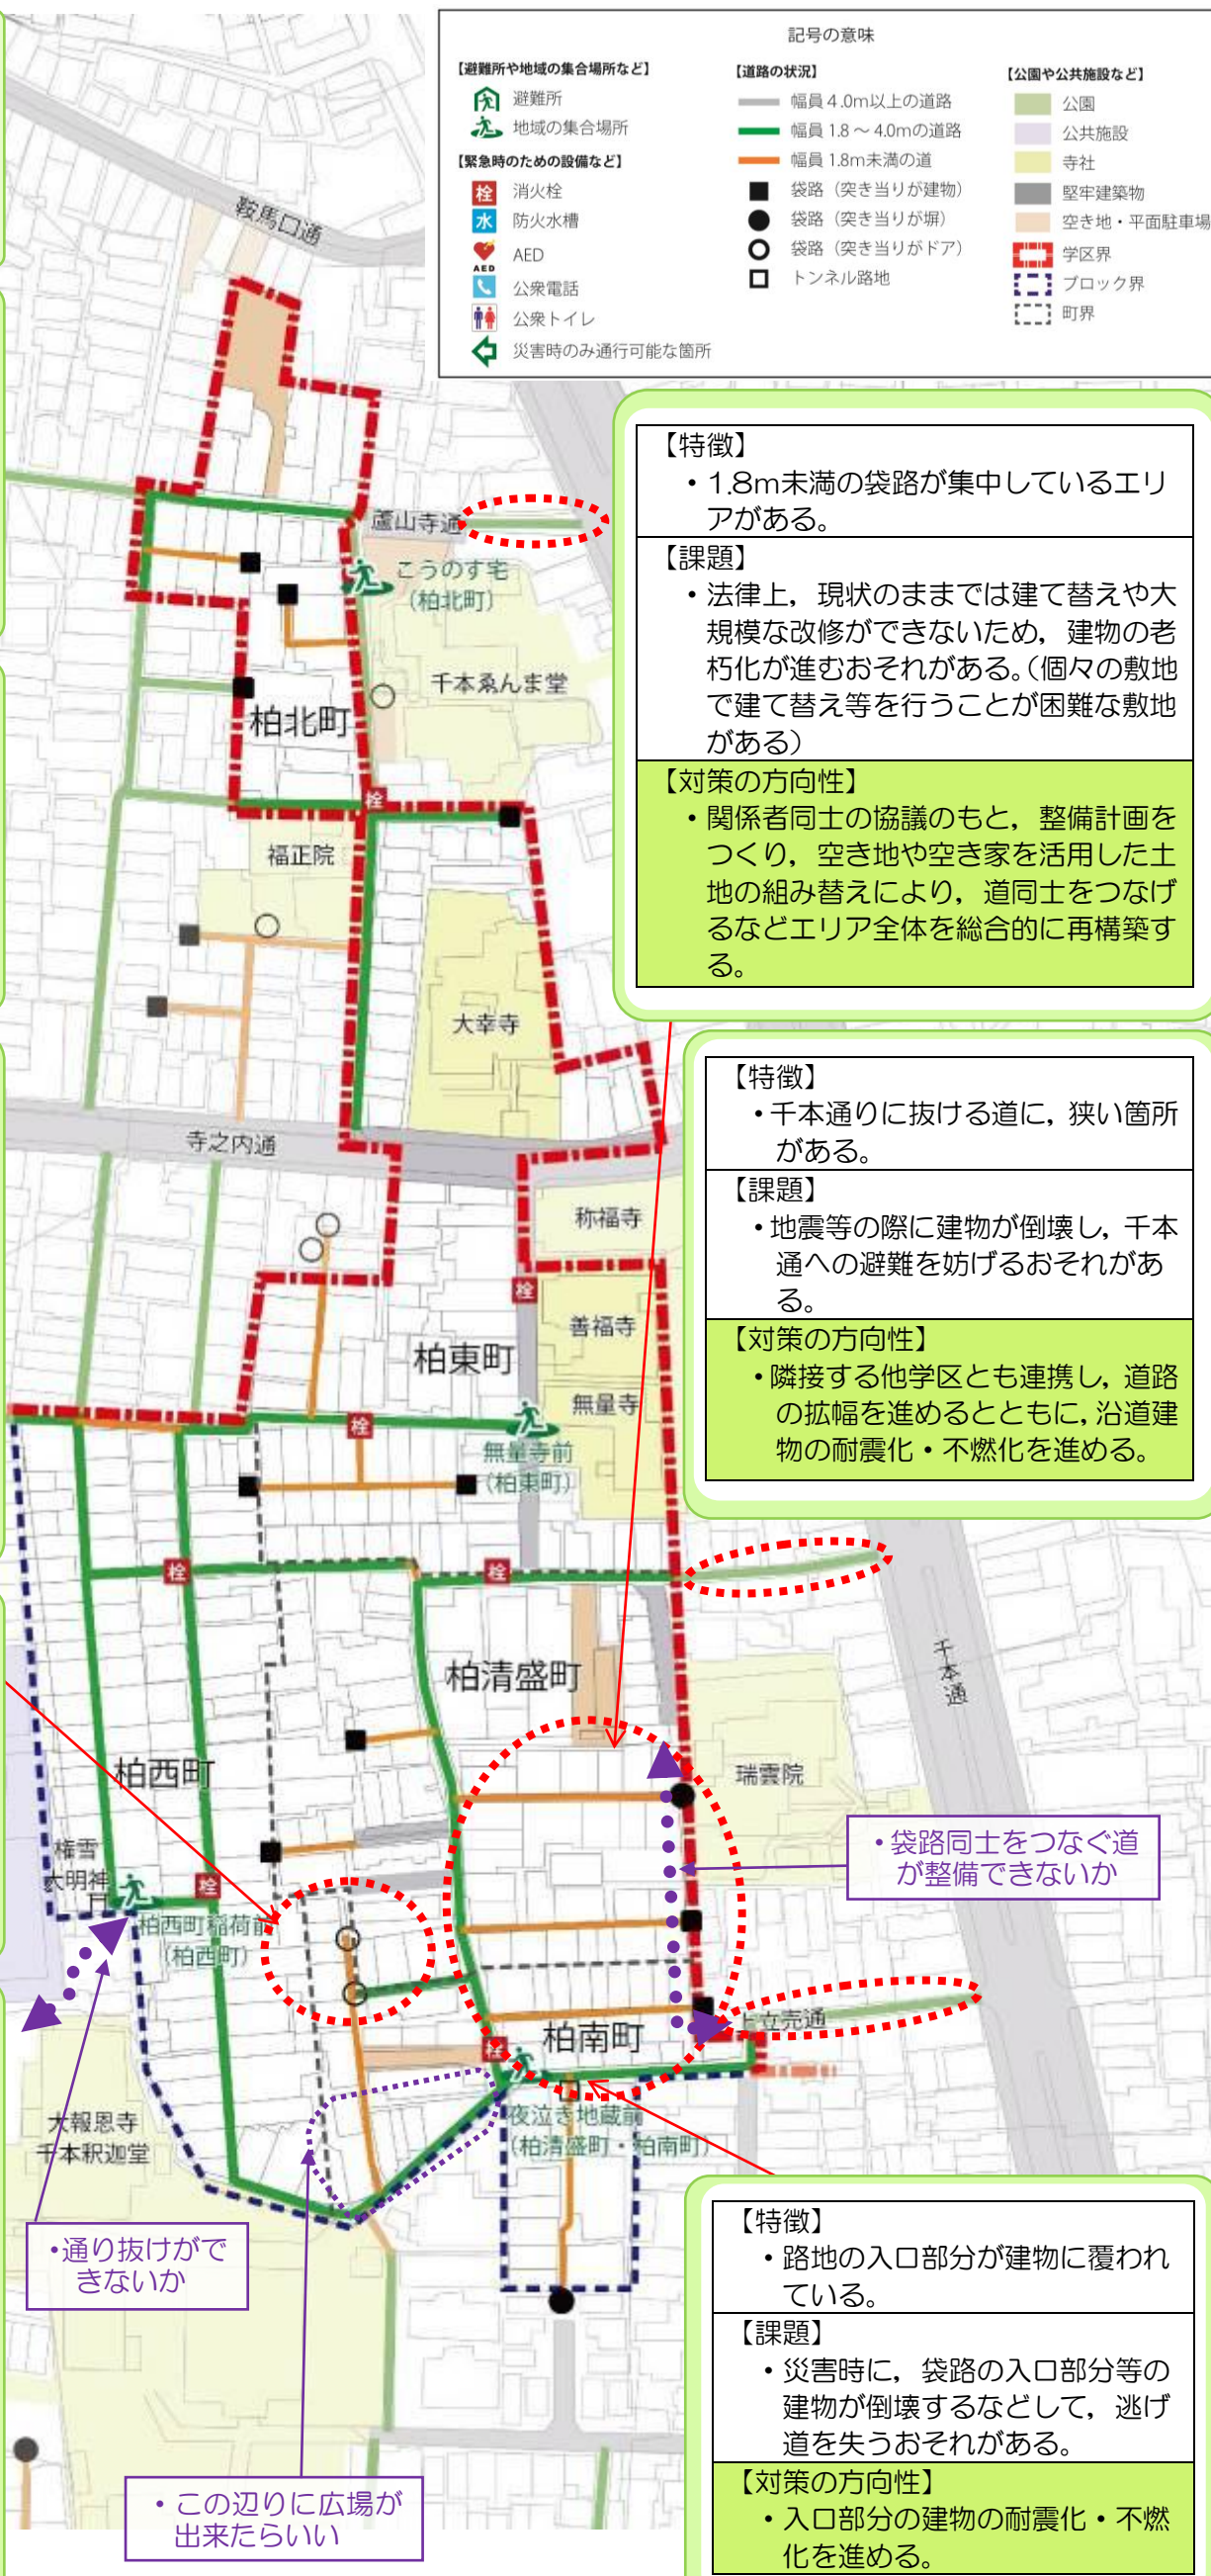 記号の意味
【避難所や地域の集合場所など】
避難所
地域の集合場所
【緊急時のための設備など】
栓 消火栓
水 防火水槽
AED AED
公衆電話
公衆トイレ
災害時のみ通行可能な箇所
【道路の状況】
幅員 4.0m以上の道路
幅員 1.8 ～ 4.0mの道路
幅員 1.8m未満の道
袋路（突き当りが建物）
袋路（突き当りが塀）
袋路（突き当りがドア）
トンネル路地
【公園や公共施設など】
公園
公共施設
寺社
堅牢建築物
空き地・平面駐車場
学区界
ブロック界
町界
鞍馬口通
蘆山寺通
こうのす宅
（柏北町）
千本ゑんま堂
柏北町
栓
福正院
大幸寺
寺之内通
称福寺
栓
善福寺
柏東町
無量寺
栓
無量寺前
（柏東町）
栓
栓
柏清盛町
千本通
柏西町
瑞雲院
権雪
大明神
栓
柏西町稲荷前
（柏西町）
上立売通
柏南町
栓
夜泣き地蔵前
（柏清盛町・柏南町）
大報恩寺
千本釈迦堂
【特徴】
・1.8m未満の袋路が集中しているエリ
アがある。
【課題】
・法律上，現状のままでは建て替えや大
規模な改修ができないため，建物の老
朽化が進むおそれがある。（個々の敷地
で建て替え等を行うことが困難な敷地
がある）
【対策の方向性】
・関係者同士の協議のもと，整備計画を
つくり，空き地や空き家を活用した土
地の組み替えにより，道同士をつなげ
るなどエリア全体を総合的に再構築す
る。
【特徴】
・千本通りに抜ける道に，狭い箇所
がある。
【課題】
・地震等の際に建物が倒壊し，千本
通への避難を妨げるおそれがあ
る。
【対策の方向性】
・隣接する他学区とも連携し，道路
の拡幅を進めるとともに，沿道建
物の耐震化・不燃化を進める。
・袋路同士をつなぐ道
が整備できないか
・通り抜けがで
きないか
・この辺りに広場が
出来たらいい
【特徴】
・路地の入口部分が建物に覆われ
ている。
【課題】
・災害時に，袋路の入口部分等の
建物が倒壊するなどして，逃げ
道を失うおそれがある。
【対策の方向性】
・入口部分の建物の耐震化・不燃
化を進める。